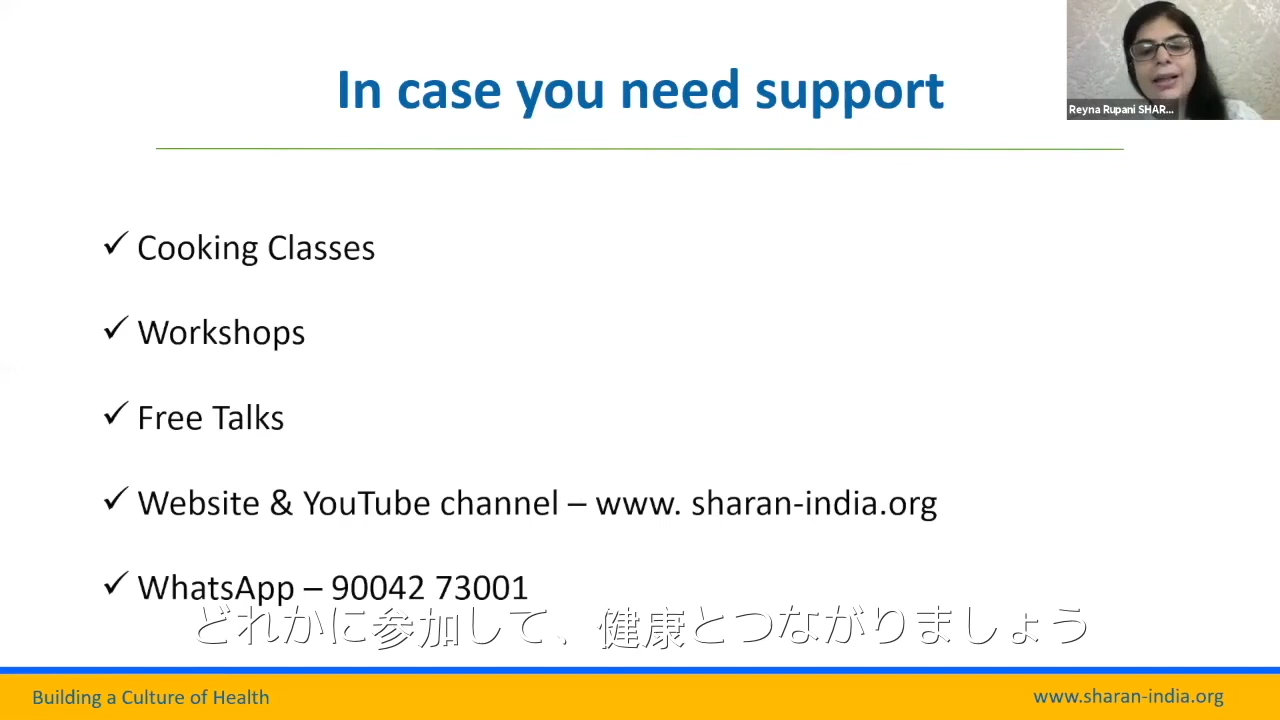 In case you need support
Reyna Rupani SHAR...
✓ Cooking Classes
✓ Workshops
✓ Free Talks
✓ Website & YouTube channel – www. sharan-india.org
✓ WhatsApp – 90042 73001
どれかに参加して、健康とつながりましょう
Building a Culture of Health
www.sharan-india.org